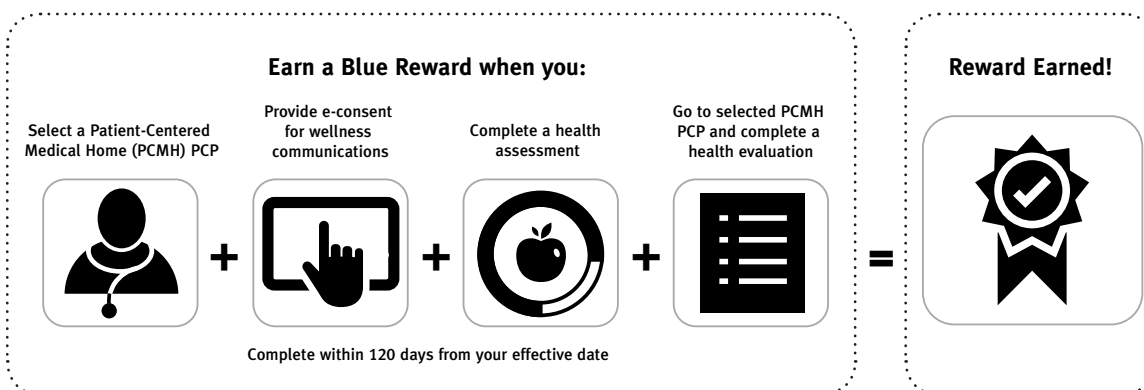 Earn a Blue Reward when you:
Select a Patient-Centered
Medical Home (PCMH) PCP
Provide e-consent
for wellness
communications
Complete a health
assessment
Go to selected PCMH
PCP and complete a
health evaluation
+
+
+
=
Complete within 120 days from your effective date
Reward Earned!